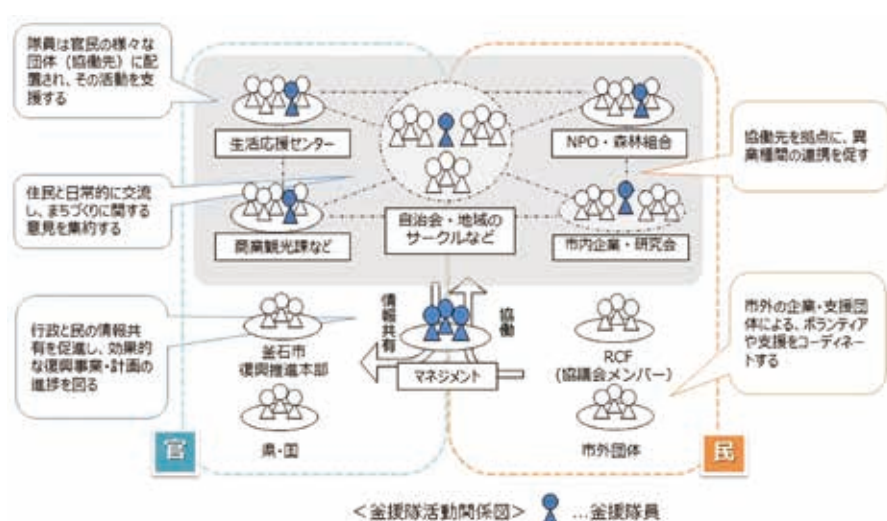 隊員は官民の様々な
団体（協働先）に配
置され、その活動を支
援する
住民と日常的に交流
し、まちづくりに関する
意見を集約する
行政と民の情報共
有を促進し、効果的
な復興事業・計画の
進捗を図る
生活応援センター
商業観光課など
自治会・地域の
サークルなど
NPO・森林組合
市内企業・研究会
協働先を拠点に、異
業種間の連携を促す
市外の企業・支援団
体による、ボランティア
や支援をコーディネー
トする
情報共有
協働
マネジメント
釜石市
復興推進本部
県・国
RCF
(協議会メンバー)
市外団体
官
民
＜釜援隊活動関係図＞
…釜援隊員